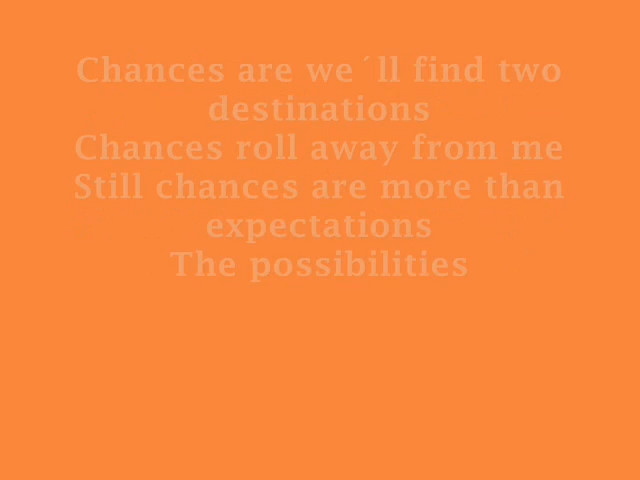 Chances are we´ll find two
destinations
Chances roll away from me
Still chances are more than
expectations
The possibilities